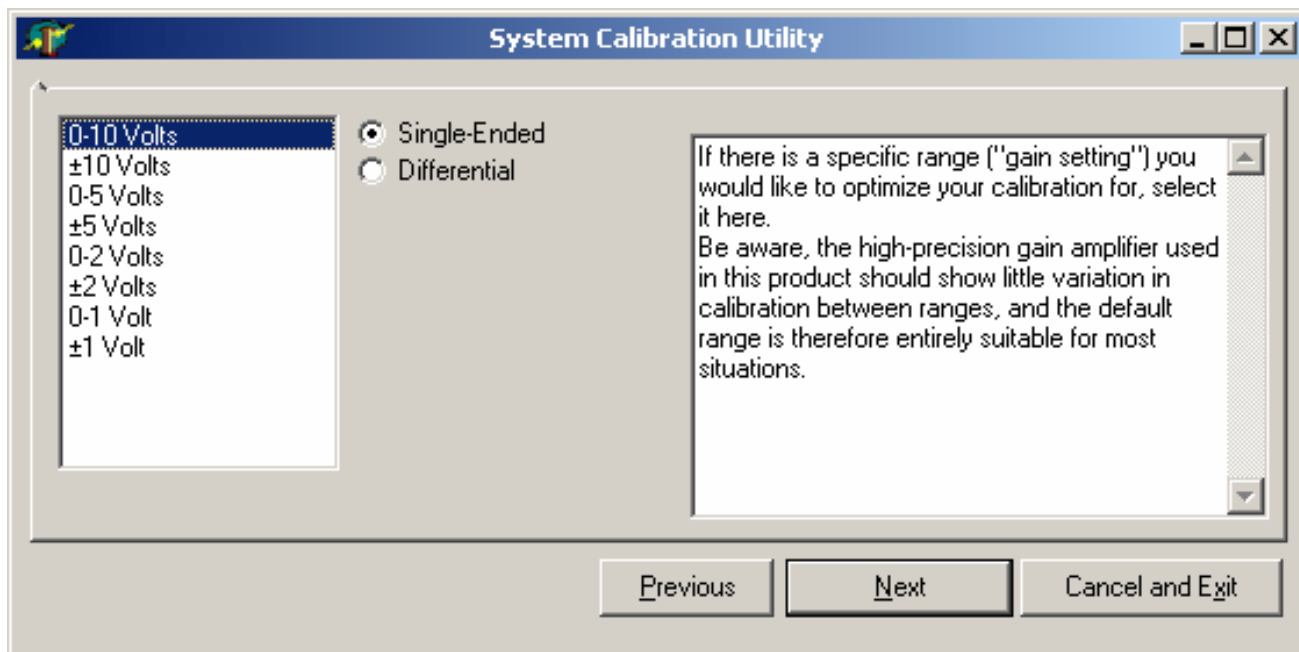 System Calibration Utility
0-10 Volts
±10 Volts
0-5 Volts
±5 Volts
0-2 Volts
±2 Volts
0-1 Volt
±1 Volt
Single-Ended
Differential
If there is a specific range ("gain setting") you
would like to optimize your calibration for, select
it here.
Be aware, the high-precision gain amplifier used
in this product should show little variation in
calibration between ranges, and the default
range is therefore entirely suitable for most
situations.
Previous
Next
Cancel and Exit